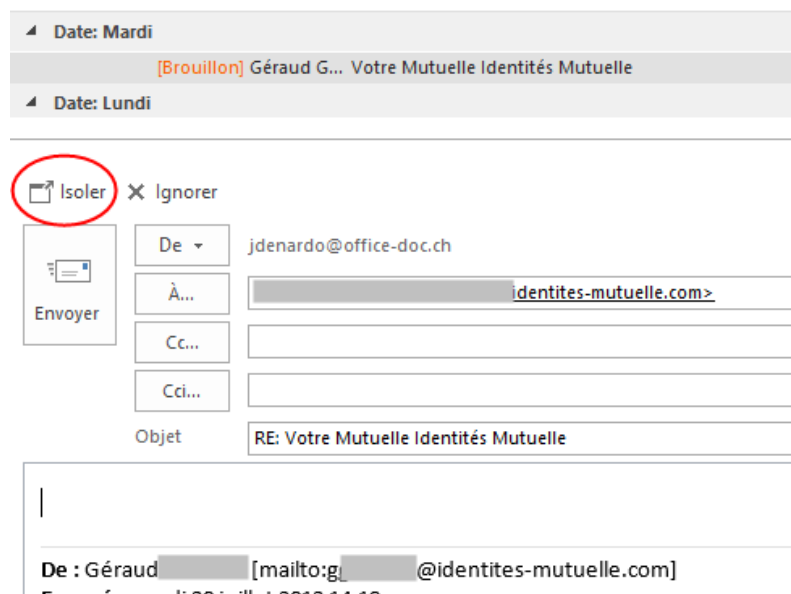 Date: Mardi
[Brouillon] Géraud G... Votre Mutuelle Identités Mutuelle
Date: Lundi
Isoler Ignorer
De jdenardo@office-doc.ch
À... identites-mutuelle.com>
Envoyer
Cc...
Cci...
Objet RE: Votre Mutuelle Identités Mutuelle
De : Géraud [mailto:g @identites-mutuelle.com]